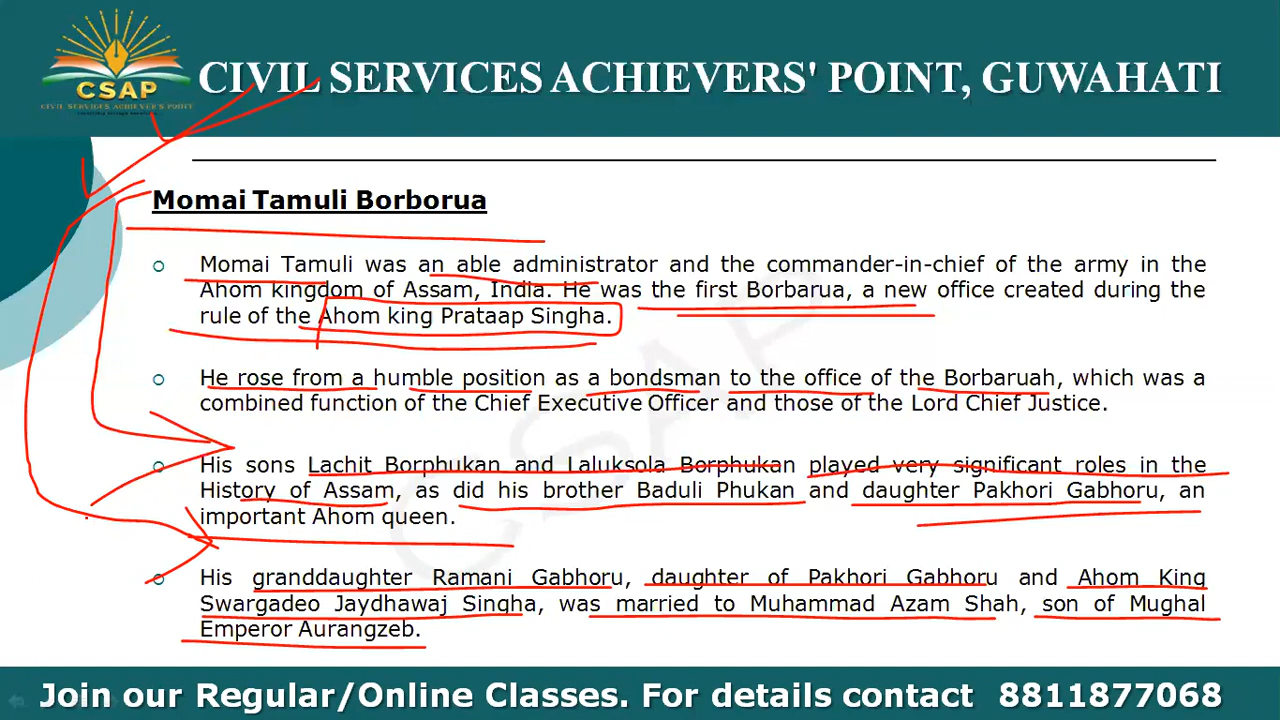 CSAP
CIVIL SERVICES ACHIEVER'S POINT
CIVIL SERVICES ACHIEVERS' POINT, GUWAHATI
Momai Tamuli Borborua
Momai Tamuli was an able administrator and the commander-in-chief of the army in the
Ahom kingdom of Assam, India. He was the first Borbarua, a new office created during the
rule of the Ahom king Prataap Singha.
He rose from a humble position as a bondsman to the office of the Borbaruah, which was a
combined function of the Chief Executive Officer and those of the Lord Chief Justice.
His sons Lachit Borphukan and Laluksola Borphukan played very significant roles in the
History of Assam, as did his brother Baduli Phukan and daughter Pakhori Gabhoru, an
important Ahom queen.
His granddaughter Ramani Gabhoru, daughter of Pakhori Gabhoru and Ahom King
Swargadeo Jaydhawaj Singha, was married to Muhammad Azam Shah, son of Mughal
Emperor Aurangzeb.
CSAP
Join our Regular/Online Classes. For details contact 8811877068